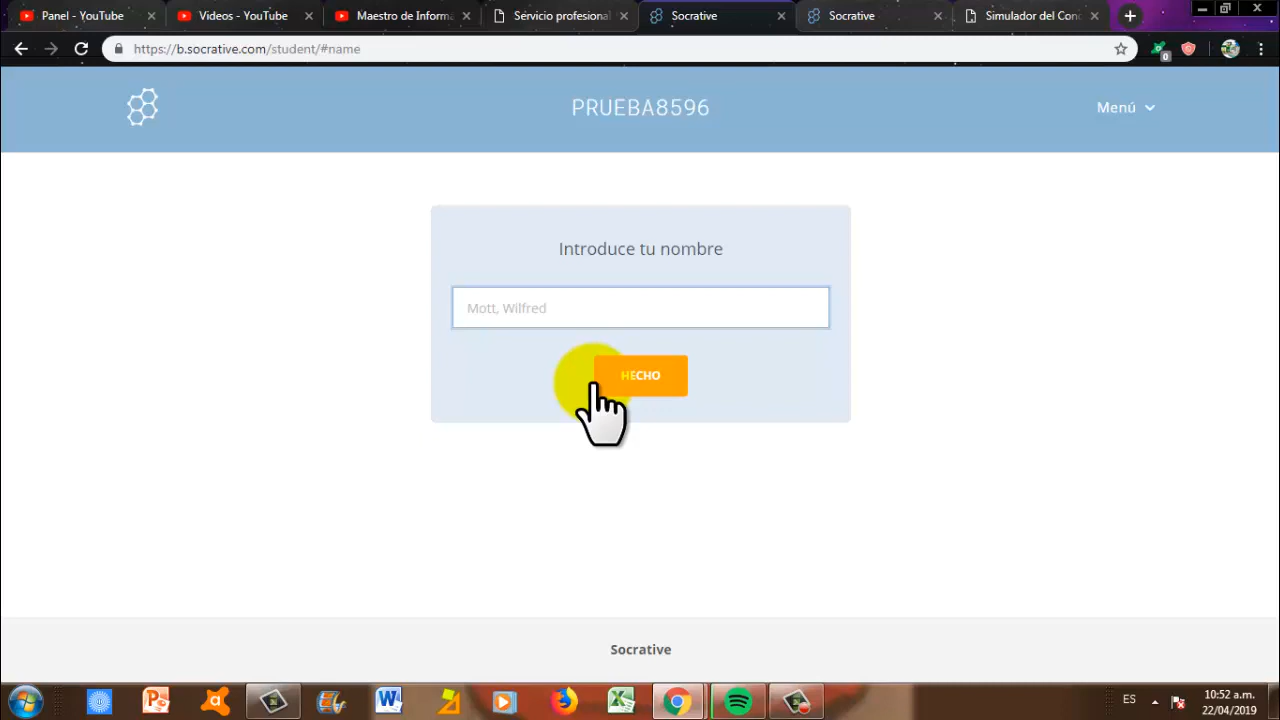 Panel - YouTube
Videos - YouTube
Maestro de Informa
Servicio profesional
Socrative
Socrative
Simulador del Con
https://b.socrative.com/student/#name
0
PRUEBA8596
Menú
Introduce tu nombre
Mott, Wilfred
HECHO
Socrative
ES
10:52 a.m.
22/04/2019